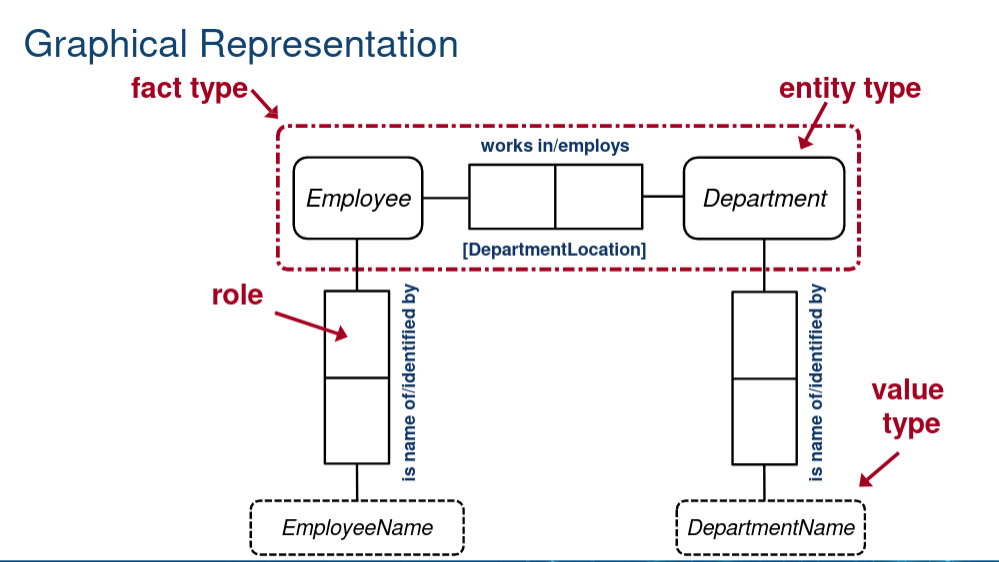 Graphical Representation
fact type
entity type
works in/employs
Employee
Department
[DepartmentLocation]
role
is name of/identified by
is name of/identified by
value
type
EmployeeName
DepartmentName